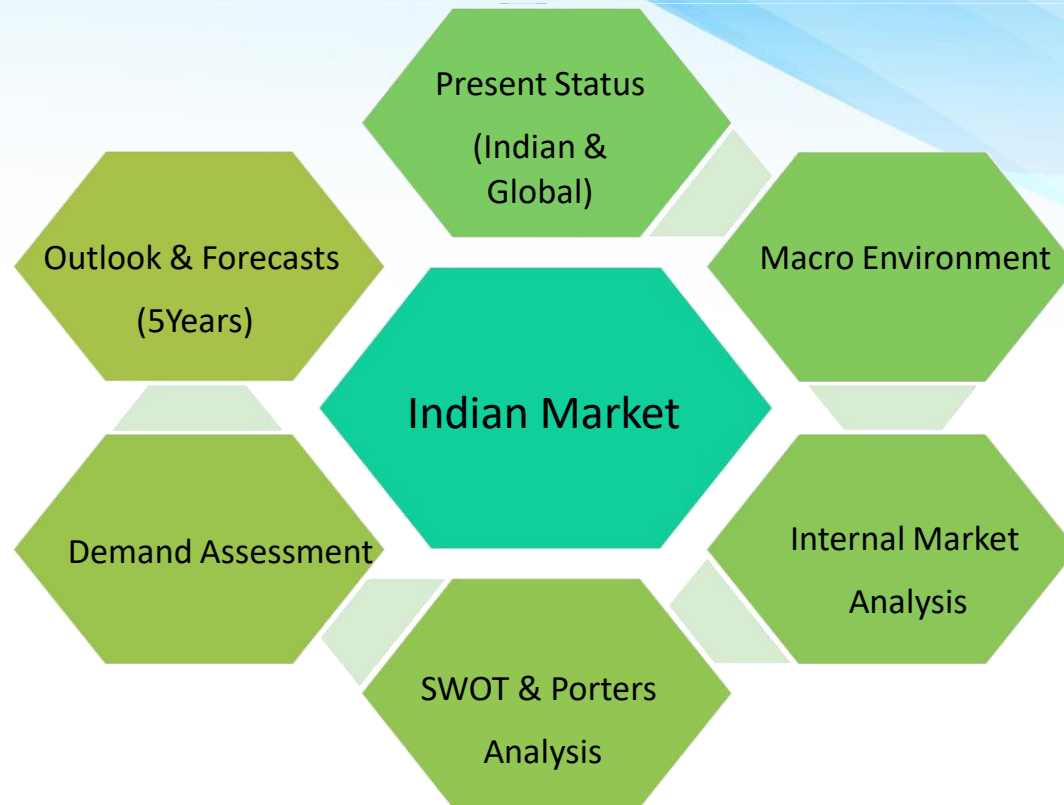 Present Status
(Indian &
Global)
Macro Environment
Internal Market
Analysis
SWOT & Porters
Analysis
Demand Assessment
Outlook & Forecasts
(5Years)
Indian Market